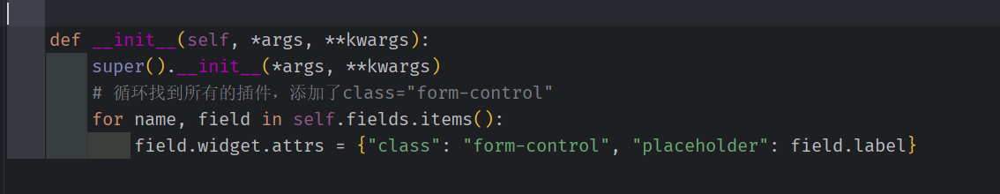 def __init__(self, *args, **kwargs):
super().__init__(*args, **kwargs)
# 循环找到所有的插件，添加了class="form-control"
for name, field in self.fields.items():
field.widget.attrs = {"class": "form-control", "placeholder": field.label}